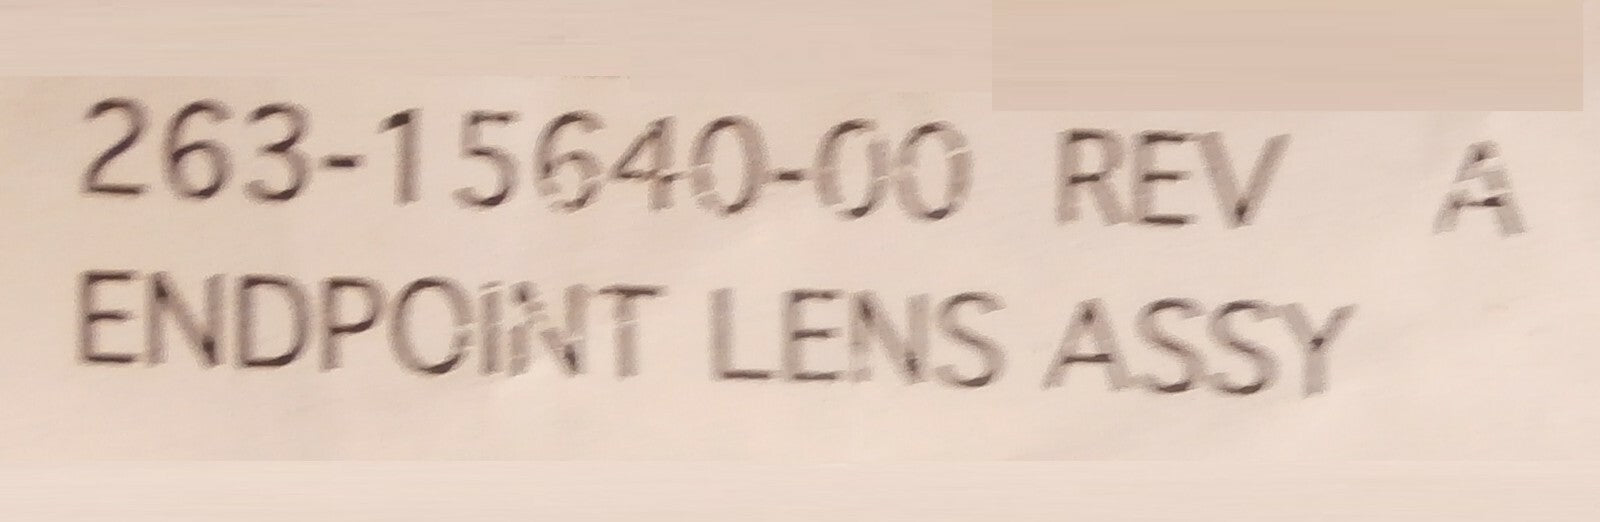 263-15640-00 REV A
ENDPOINT LENS ASSY